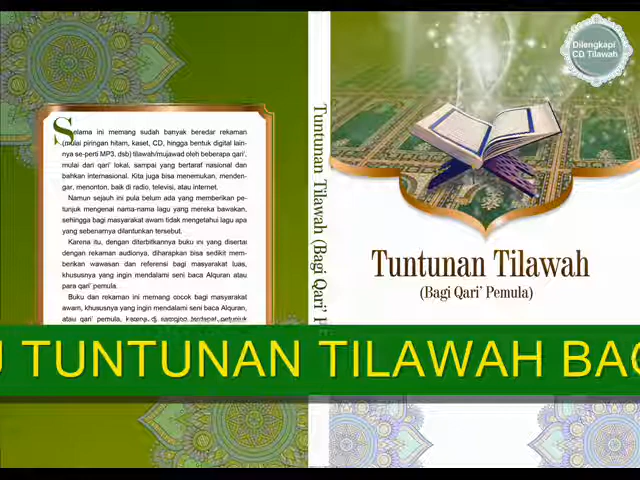 Selama ini memang sudah banyak beredar rekaman
(mulai piringan hitam, kaset, CD, hingga bentuk digital lain-
nya se-perti MP3, dsb) tilawah/mujawad oleh beberapa qari',
mulai dari qari' lokal, sampai yang bertaraf nasional dan
bahkan internasional. Kita juga bisa menemukan, menden-
gar, menonton, baik di radio, televisi, atau internet.
Namun sejauh ini pula belum ada yang memberikan pe-
tunjuk mengenai nama-nama lagu yang mereka bawakan,
sehingga bagi masyarakat awam tidak mengetahui lagu apa
yang sebenarnya dilantunkan tersebut.
Karena itu, dengan diterbitkannya buku ini yang disertai
dengan rekaman audionya, diharapkan bisa sedikit mem-
berikan wawasan dan referensi bagi masyarakat luas,
khususnya yang ingin mendalami seni baca Alquran atau
para qari' pemula.
Buku dan rekaman ini memang cocok bagi masyarakat
awam, khususnya yang ingin mendalami seni baca Alquran,
atau qari' pemula, karena di samping terdapat petunjuk
Tuntunan Tilawah (Bagi Qari' P
Dilengkapi
CD Tilawah
Tuntunan Tilawah
(Bagi Qari' Pemula)
U TUNTUNAN TILAWAH BAG